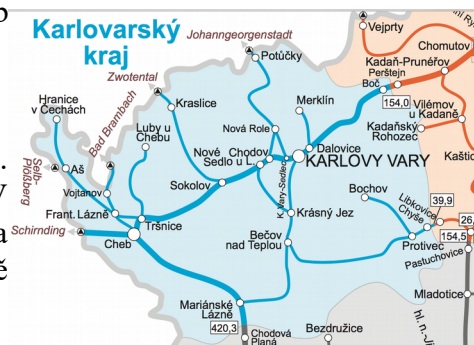 Karlovarský
kraj
Johanngeorgenstadt
Potůčky
Vejprty
Chomutov
Kadaň-Prunéřov
Perštejn
Boč
154,0
Zwotental
Kraslice
Merklín
Vilémov
u Kadaně
Kadaňský
Rohozec
Hranice
v Čechách
Luby u
Chebu
Bad Brambach
Nová Role
Dalovice
Nové
Sedlo u L.
Chodov
KARLOVY VARY
Kaštic
Aš
Selb-
Plößberg
Vojtanov
Sokolov
K. Vary-Sedlec
Bochov
Frant. Lázně
Tršnice
Krásný Jez
Libkovice
Chyše
39,9
26,
Schirnding
Cheb
Bečov
nad Teplou
Protivec
154,5
Pastuchovice
Mariánské
Lázně
Mladotice
420,3
Chodová
Planá
Bezdružice
hl. n.-Ji